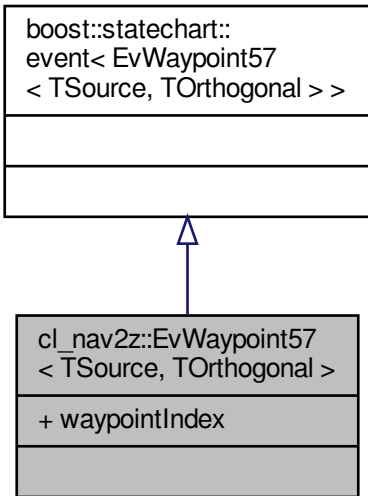 boost::statechart::
event< EvWaypoint57
< TSource, TOrthogonal > >
cl_nav2z::EvWaypoint57
< TSource, TOrthogonal >
+ waypointIndex